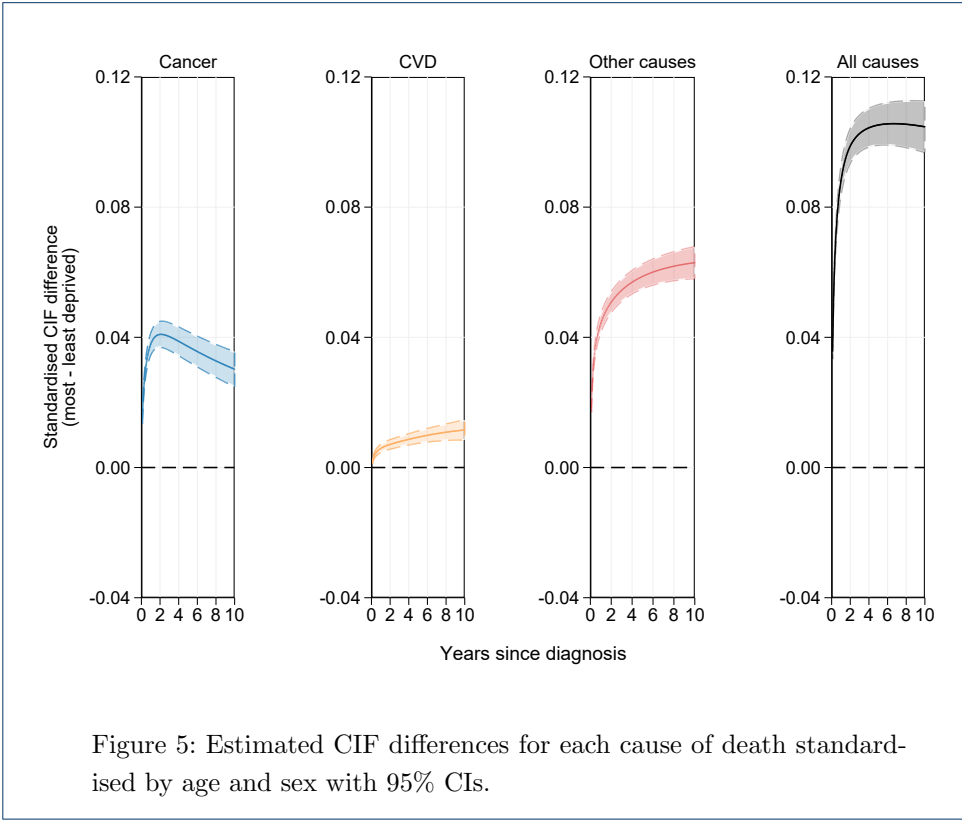 Cancer
CVD
Other causes
All causes
0.12
0.08
0.04
0.00
-0.04
0.12
0.08
0.04
0.00
-0.04
0.12
0.08
0.04
0.00
-0.04
0.12
0.08
0.04
0.00
-0.04
Standardised CIF difference
(most - least deprived)
0 2 4 6 8 10
0 2 4 6 8 10
0 2 4 6 8 10
0 2 4 6 8 10
Years since diagnosis
Figure 5: Estimated CIF differences for each cause of death standard-
ised by age and sex with 95% CIs.